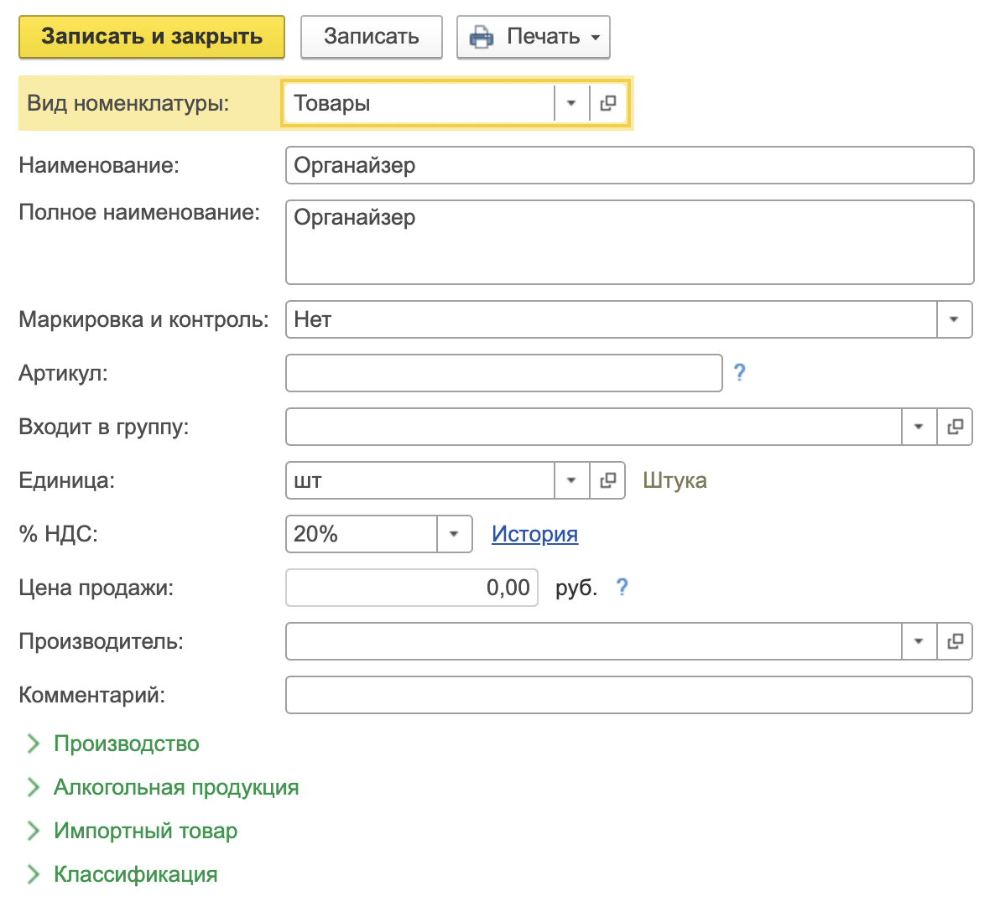 Записать и закрыть Записать Печать
Вид номенклатуры: Товары
Наименование: Органайзер
Полное наименование: Органайзер
Маркировка и контроль: Нет
Артикул: ?
Входит в группу:
Единица: шт Штука
% НДС: 20% История
Цена продажи: 0,00 руб. ?
Производитель:
Комментарий:
Производство
Алкогольная продукция
Импортный товар
Классификация